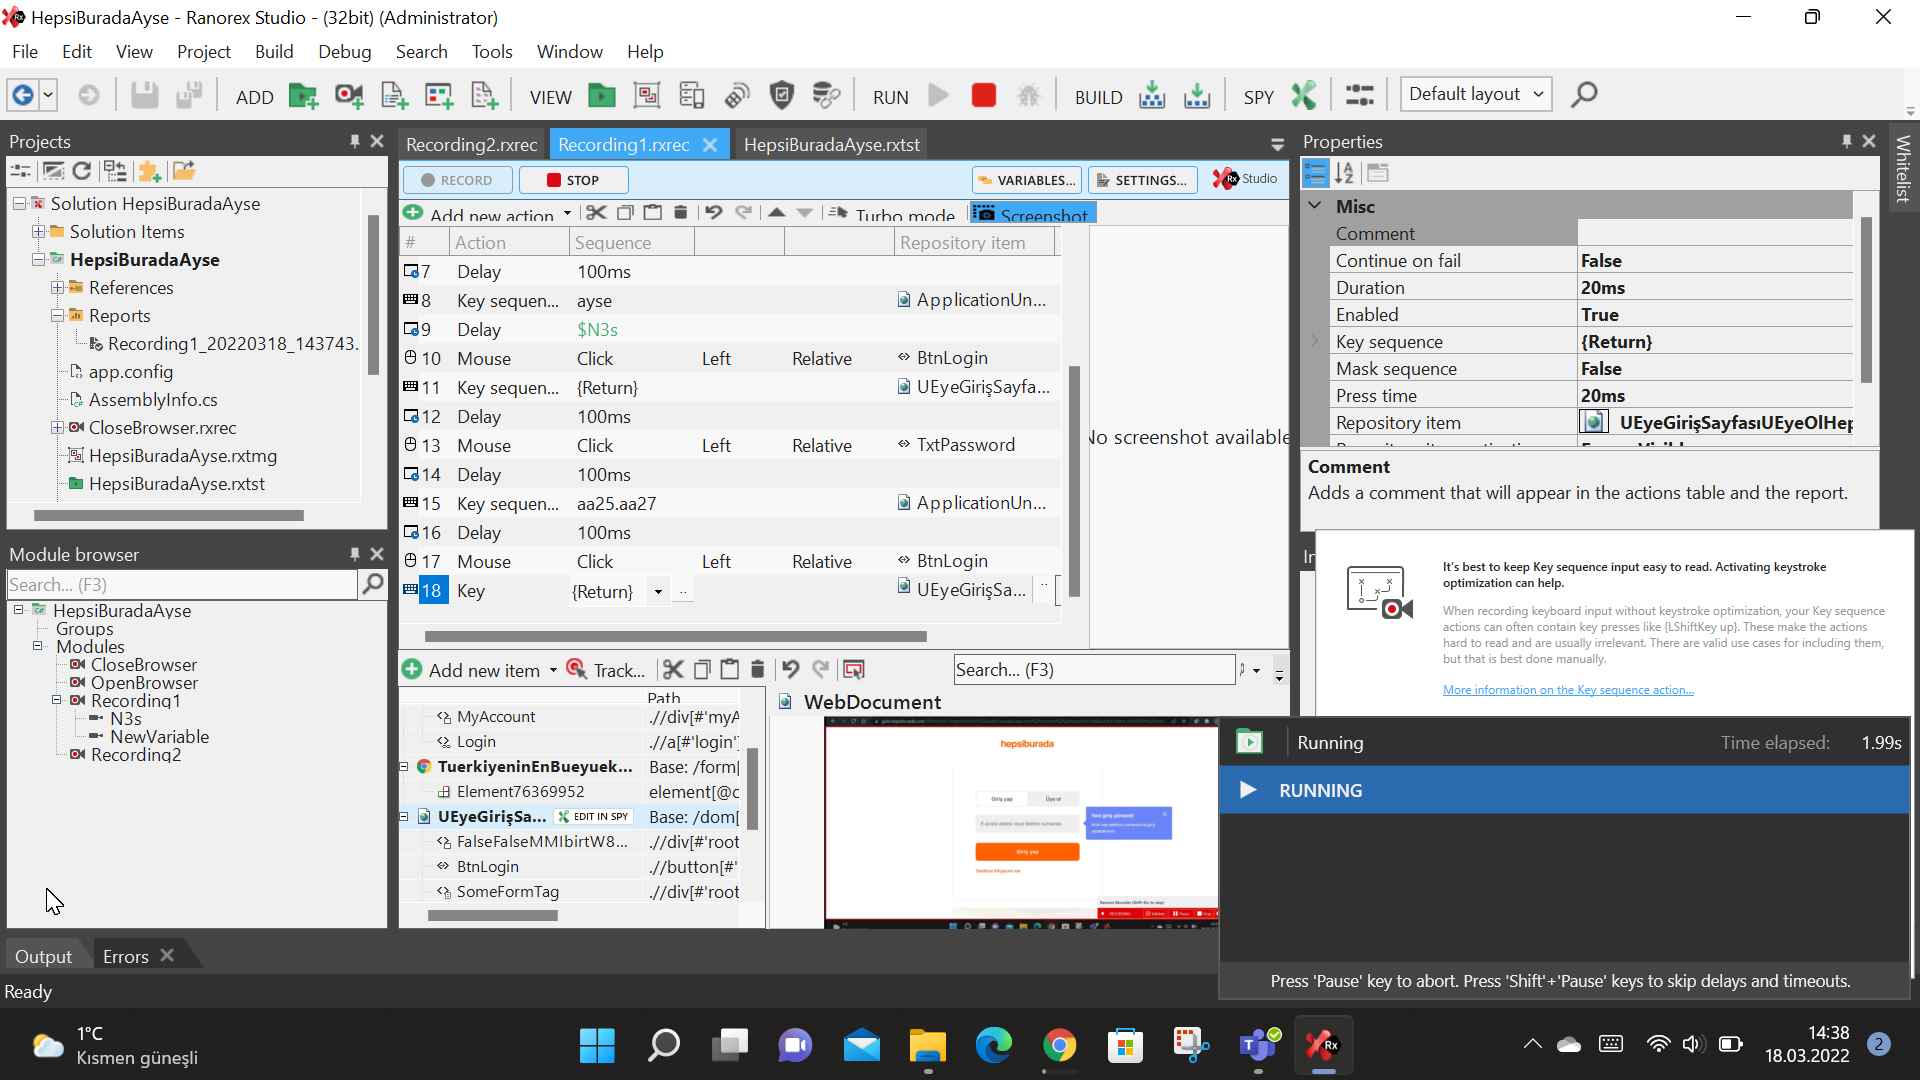 HepsiBuradaAyse - Ranorex Studio - (32bit) (Administrator)
File Edit View Project Build Debug Search Tools Window Help
ADD VIEW RUN BUILD SPY Default layout
Projects
Solution HepsiBuradaAyse
Solution Items
HepsiBuradaAyse
References
Reports
Recording1_20220318_143743.
app.config
AssemblyInfo.cs
CloseBrowser.rxrec
HepsiBuradaAyse.rxtmg
HepsiBuradaAyse.rxtst
Module browser
Search... (F3)
HepsiBuradaAyse
Groups
Modules
CloseBrowser
OpenBrowser
Recording1
N3s
NewVariable
Recording2
Recording2.rxrec Recording1.rxrec HepsiBuradaAyse.rxtst
RECORD STOP VARIABLES... SETTINGS... Rx Studio
Add new action Turbo mode Screenshot
# Action Sequence Repository item
7 Delay 100ms
8 Key sequen... ayse ApplicationUn...
9 Delay $N3s
10 Mouse Click Left Relative BtnLogin
11 Key sequen... {Return} UEyeGirişSayfa...
12 Delay 100ms
13 Mouse Click Left Relative TxtPassword
14 Delay 100ms
15 Key sequen... aa25.aa27 ApplicationUn...
16 Delay 100ms
17 Mouse Click Left Relative BtnLogin
18 Key {Return} UEyeGirişSa...
No screenshot available
Add new item Track... Search... (F3)
Path
MyAccount .//div[#'myA
Login .//a[#'login'
TuerkiyeninEnBueyuek... Base: /form[
Element76369952 element[@c
UEyeGirişSa... EDIT IN SPY Base: /dom[
FalseFalseMMIbirtW8... .//div[#'root
BtnLogin .//button[#'
SomeFormTag .//div[#'root
WebDocument
hepsiburada
Giriş yap Üye ol
Giriş yap
Properties
Misc
Comment
Continue on fail False
Duration 20ms
Enabled True
Key sequence {Return}
Mask sequence False
Press time 20ms
Repository item UEyeGirişSayfasıUEyeOlHep
Comment
Adds a comment that will appear in the actions table and the report.
Whitelist
It's best to keep Key sequence input easy to read. Activating keystroke
optimization can help.
When recording keyboard input without keystroke optimization, your Key sequence
actions can often contain key presses like {LShiftKey up}. These make the actions
hard to read and are usually irrelevant. There are valid use cases for including them,
but that is best done manually.
More information on the Key sequence action...
Running Time elapsed: 1.99s
RUNNING
Press 'Pause' key to abort. Press 'Shift'+'Pause' keys to skip delays and timeouts.
Output Errors
Ready
1°C
Kısmen güneşli
14:38
18.03.2022
2